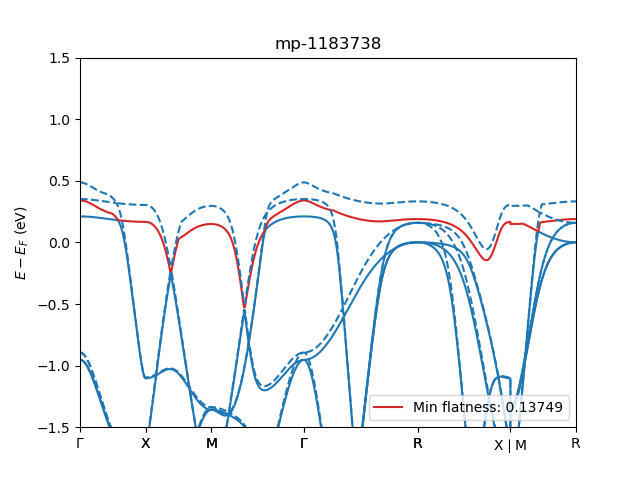 mp-1183738
1.5
1.0
0.5
0.0
−0.5
−1.0
−1.5
E − E_F (eV)
Γ X M Γ R X | M R
Min flatness: 0.13749